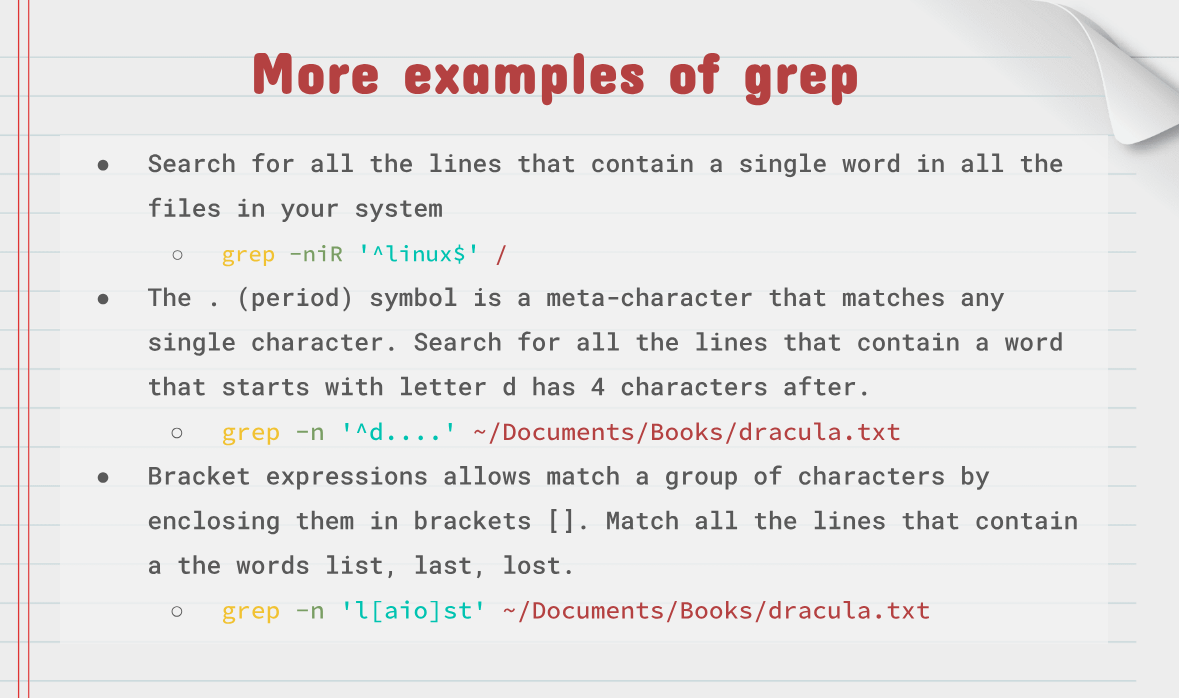 More examples of grep
● Search for all the lines that contain a single word in all the
files in your system
○ grep -niR '^linux$' /
● The . (period) symbol is a meta-character that matches any
single character. Search for all the lines that contain a word
that starts with letter d has 4 characters after.
○ grep -n '^d....' ~/Documents/Books/dracula.txt
● Bracket expressions allows match a group of characters by
enclosing them in brackets []. Match all the lines that contain
a the words list, last, lost.
○ grep -n 'l[aio]st' ~/Documents/Books/dracula.txt